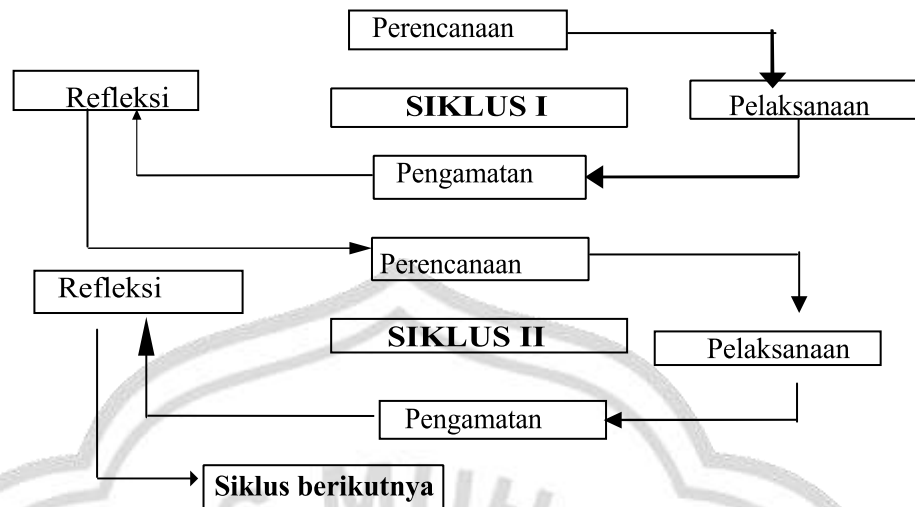 Perencanaan
Refleksi
SIKLUS I
Pelaksanaan
Pengamatan
Perencanaan
Refleksi
SIKLUS II
Pelaksanaan
Pengamatan
Siklus berikutnya